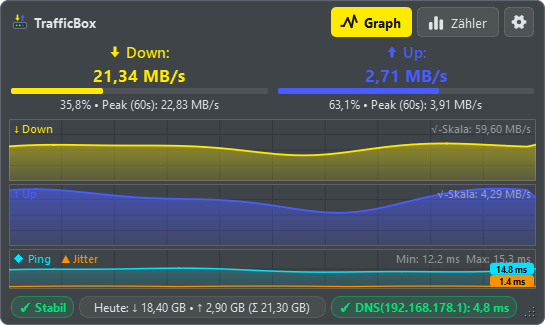 TrafficBox
Graph
Zähler
Down:
Up:
21,34 MB/s
2,71 MB/s
35,8% • Peak (60s): 22,83 MB/s
63,1% • Peak (60s): 3,91 MB/s
↓ Down
√-Skala: 59,60 MB/s
↑ Up
√-Skala: 4,29 MB/s
Ping
Jitter
Min: 12.2 ms Max: 15.3 ms
14.8 ms
1.4 ms
✓ Stabil
Heute: ↓ 18,40 GB • ↑ 2,90 GB (Σ 21,30 GB)
✓ DNS(192.168.178.1): 4,8 ms